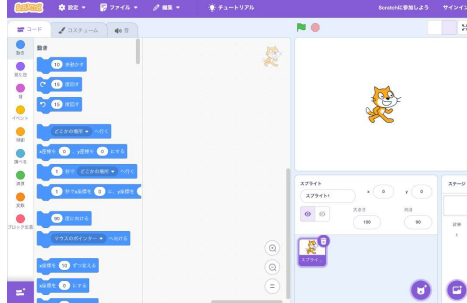 SCRATCH 設定 ファイル 編集 チュートリアル Scratchに参加しよう サインイン
コード コスチューム 音
動き
動き
見た目
音
イベント
制御
調べる
演算
変数
ブロック定義
10 歩動かす
15 度回す
15 度回す
どこかの場所 へ行く
x座標を 0 、y座標を 0 にする
1 秒で どこかの場所 へ行く
1 秒でx座標を 0 に、y座標を
90 度に向ける
マウスのポインター へ向ける
x座標を 10 ずつ変える
x座標を 0 にする
スプライト
スプライト1 x 0 y 0
大きさ 向き
100 90
スプライ...
ステージ
背景
1